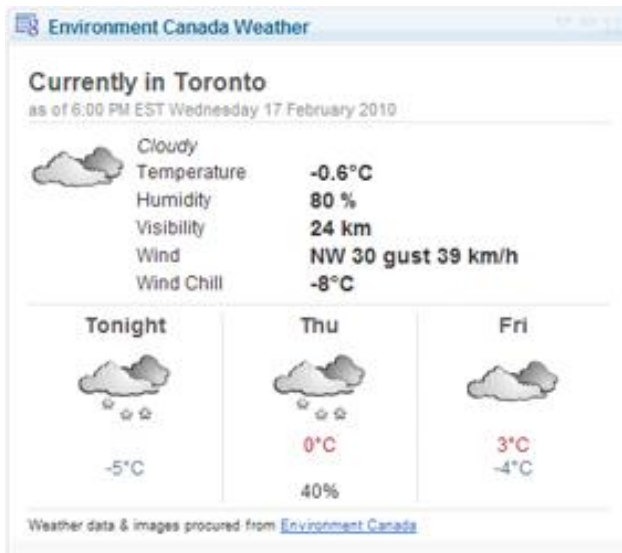 Environment Canada Weather
Currently in Toronto
as of 6:00 PM EST Wednesday 17 February 2010
Cloudy
Temperature -0.6°C
Humidity 80 %
Visibility 24 km
Wind NW 30 gust 39 km/h
Wind Chill -8°C
Tonight Thu Fri
0°C 3°C
-5°C -4°C
40%
Weather data & images procured from Environment Canada